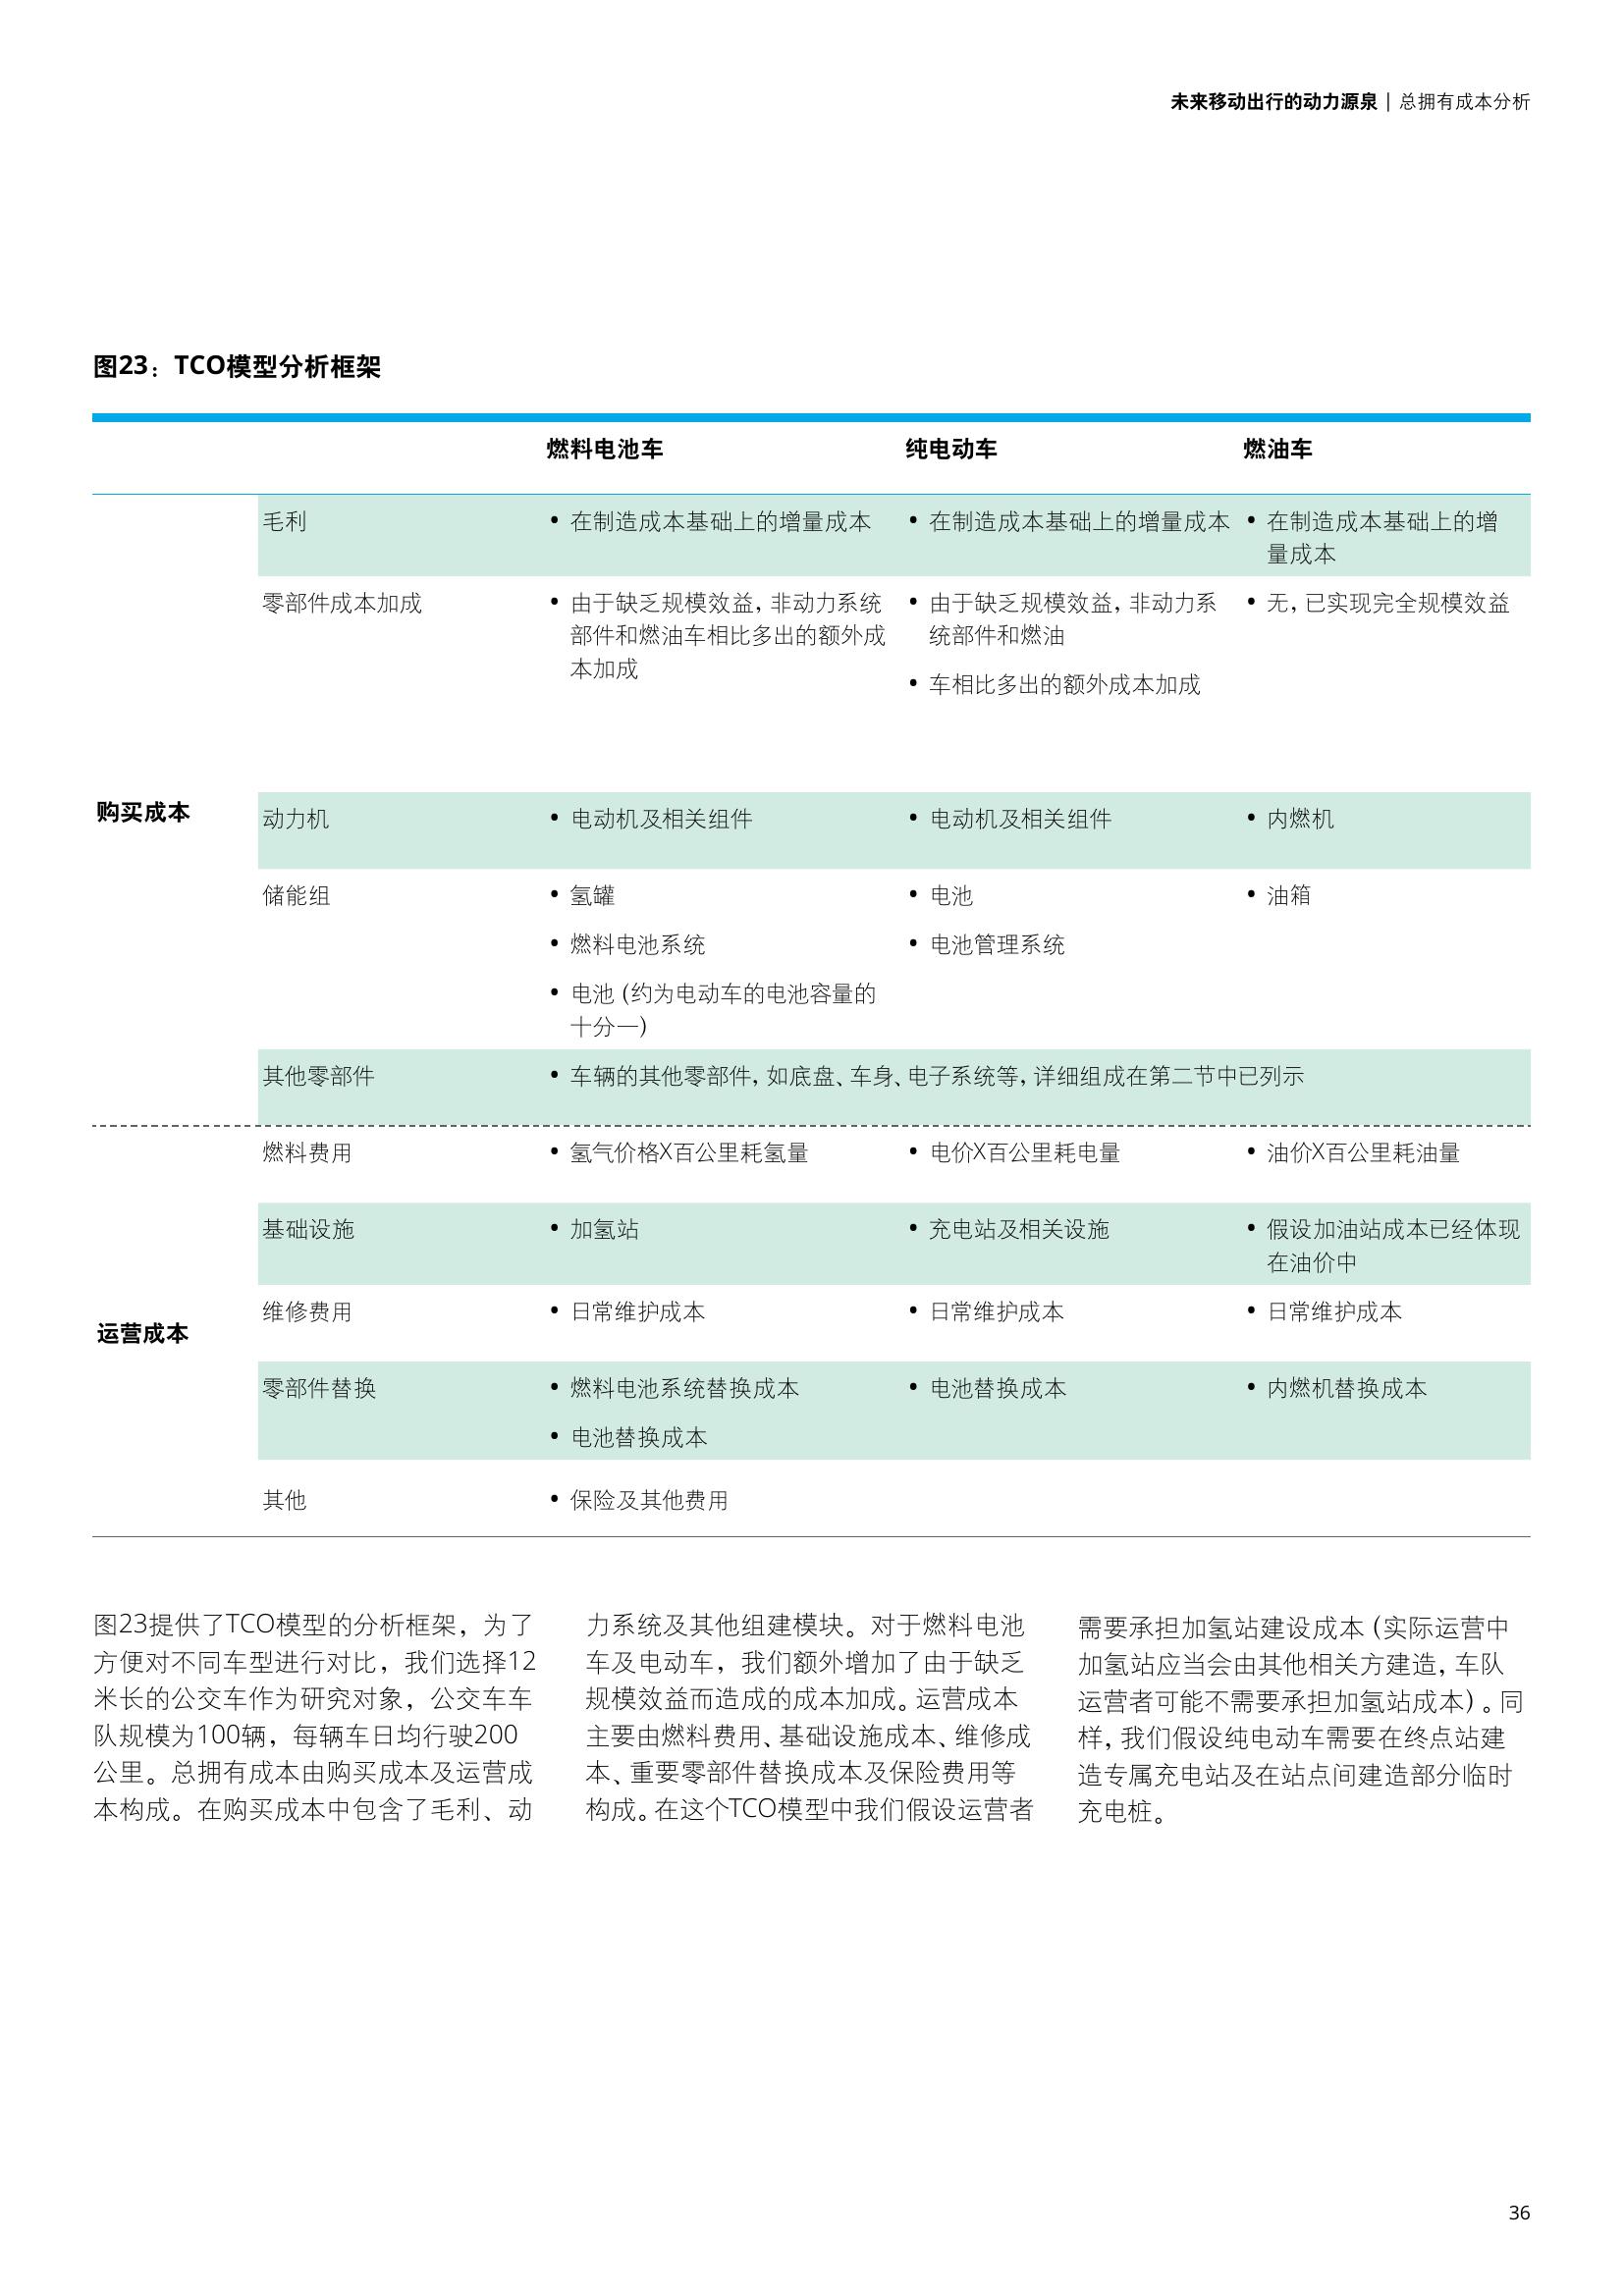 未来移动出行的动力源泉 | 总拥有成本分析
图23：TCO模型分析框架
燃料电池车 纯电动车 燃油车
购买成本
毛利
• 在制造成本基础上的增量成本
• 在制造成本基础上的增量成本
• 在制造成本基础上的增
量成本
零部件成本加成
• 由于缺乏规模效益，非动力系统
部件和燃油车相比多出的额外成
本加成
• 由于缺乏规模效益，非动力系
统部件和燃油
• 车相比多出的额外成本加成
• 无，已实现完全规模效益
动力机
• 电动机及相关组件
• 电动机及相关组件
• 内燃机
储能组
• 氢罐
• 燃料电池系统
• 电池（约为电动车的电池容量的
十分一）
• 电池
• 电池管理系统
• 油箱
其他零部件
• 车辆的其他零部件，如底盘、车身、电子系统等，详细组成在第二节中已列示
运营成本
燃料费用
• 氢气价格X百公里耗氢量
• 电价X百公里耗电量
• 油价X百公里耗油量
基础设施
• 加氢站
• 充电站及相关设施
• 假设加油站成本已经体现
在油价中
维修费用
• 日常维护成本
• 日常维护成本
• 日常维护成本
零部件替换
• 燃料电池系统替换成本
• 电池替换成本
• 电池替换成本
• 内燃机替换成本
其他
• 保险及其他费用
图23提供了TCO模型的分析框架，为了
方便对不同车型进行对比，我们选择12
米长的公交车作为研究对象，公交车车
队规模为100辆，每辆车日均行驶200
公里。总拥有成本由购买成本及运营成
本构成。在购买成本中包含了毛利、动
力系统及其他组建模块。对于燃料电池
车及电动车，我们额外增加了由于缺乏
规模效益而造成的成本加成。运营成本
主要由燃料费用、基础设施成本、维修成
本、重要零部件替换成本及保险费用等
构成。在这个TCO模型中我们假设运营者
需要承担加氢站建设成本（实际运营中
加氢站应当会由其他相关方建造，车队
运营者可能不需要承担加氢站成本）。同
样，我们假设纯电动车需要在终点站建
造专属充电站及在站点间建造部分临时
充电桩。
36